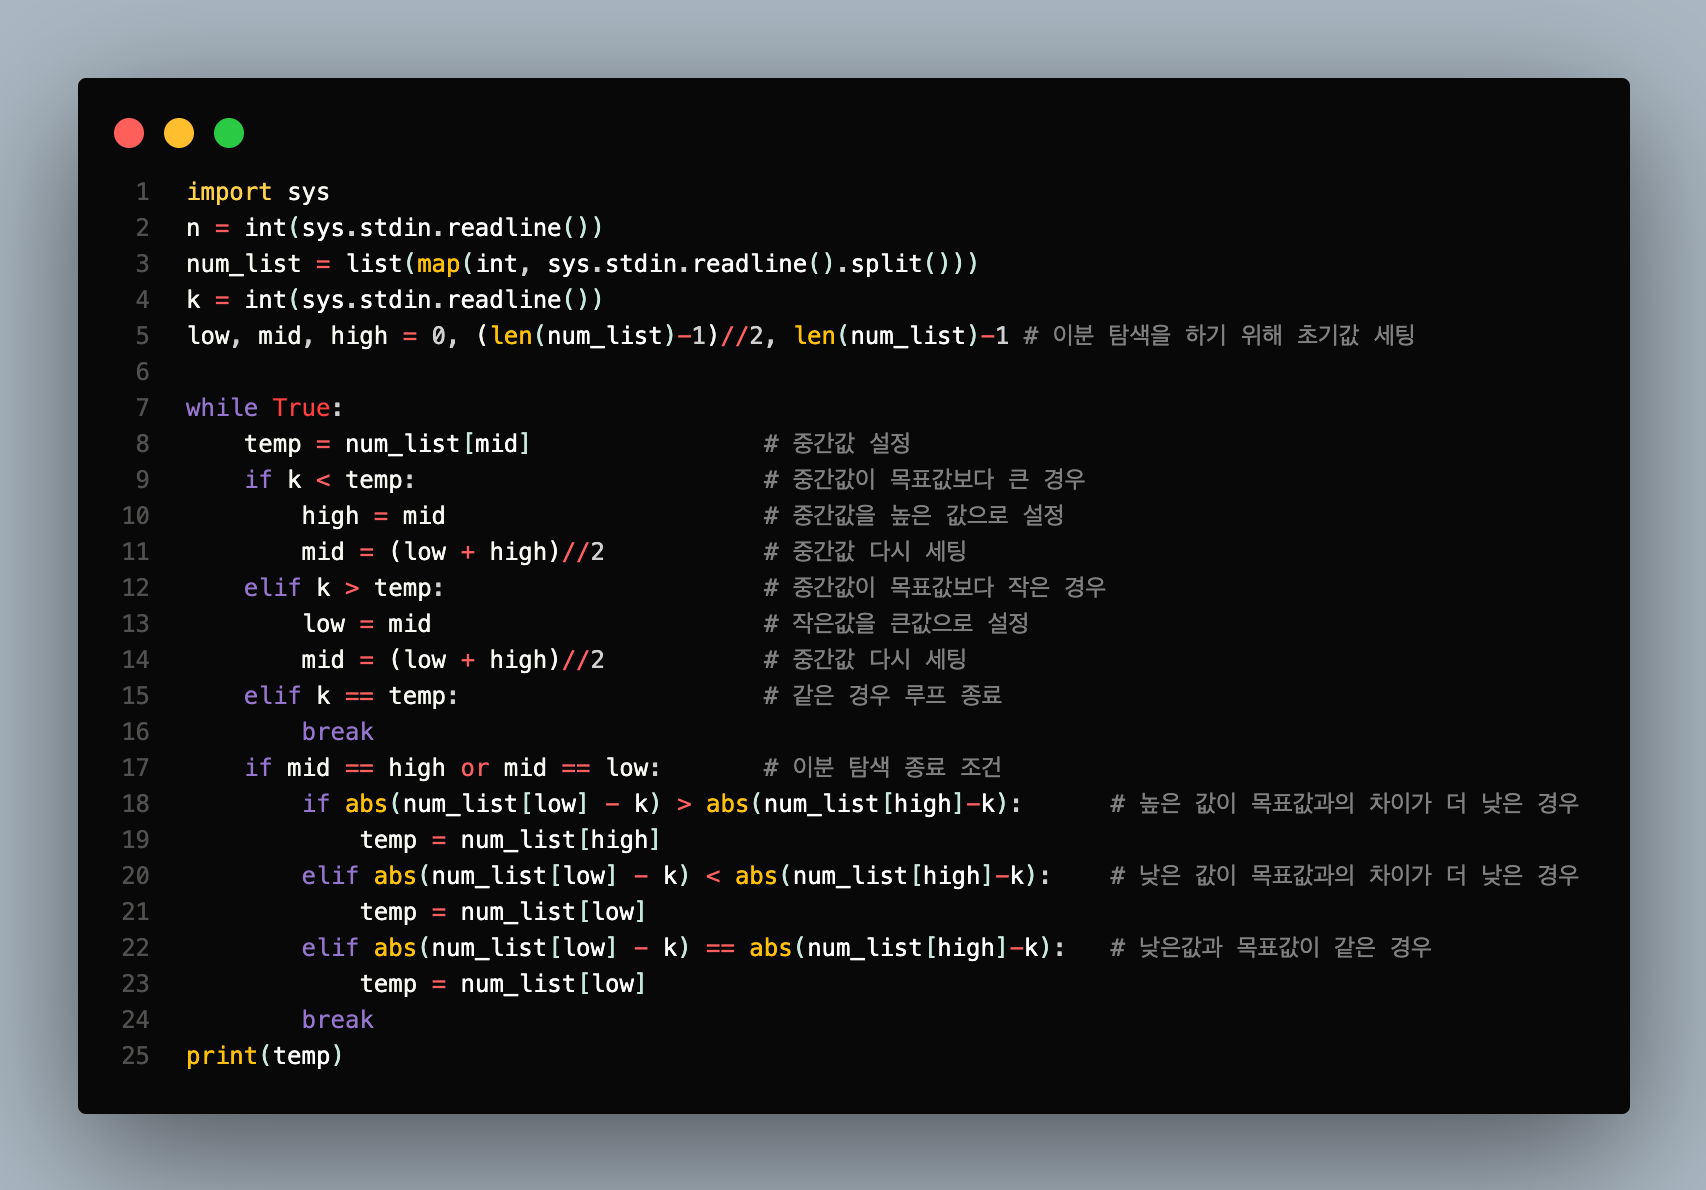 1 import sys
2 n = int(sys.stdin.readline())
3 num_list = list(map(int, sys.stdin.readline().split()))
4 k = int(sys.stdin.readline())
5 low, mid, high = 0, (len(num_list)-1)//2, len(num_list)-1 # 이분 탐색을 하기 위해 초기값 세팅
6
7 while True:
8     temp = num_list[mid]                # 중간값 설정
9     if k < temp:                        # 중간값이 목표값보다 큰 경우
10         high = mid                      # 중간값을 높은 값으로 설정
11         mid = (low + high)//2           # 중간값 다시 세팅
12     elif k > temp:                      # 중간값이 목표값보다 작은 경우
13         low = mid                       # 작은값을 큰값으로 설정
14         mid = (low + high)//2           # 중간값 다시 세팅
15     elif k == temp:                     # 같은 경우 루프 종료
16         break
17     if mid == high or mid == low:       # 이분 탐색 종료 조건
18         if abs(num_list[low] - k) > abs(num_list[high]-k):      # 높은 값이 목표값과의 차이가 더 낮은 경우
19             temp = num_list[high]
20         elif abs(num_list[low] - k) < abs(num_list[high]-k):    # 낮은 값이 목표값과의 차이가 더 낮은 경우
21             temp = num_list[low]
22         elif abs(num_list[low] - k) == abs(num_list[high]-k):   # 낮은값과 목표값이 같은 경우
23             temp = num_list[low]
24         break
25 print(temp)